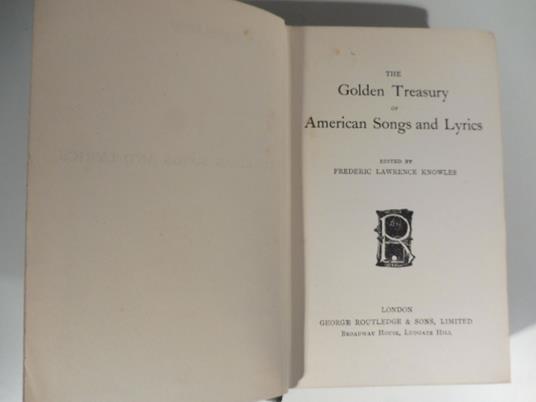 THE
Golden Treasury
OF
American Songs and Lyrics
EDITED BY
FREDERIC LAWRENCE KNOWLES
R
LONDON
GEORGE ROUTLEDGE & SONS, LIMITED
BROADWAY HOUSE, LUDGATE HILL